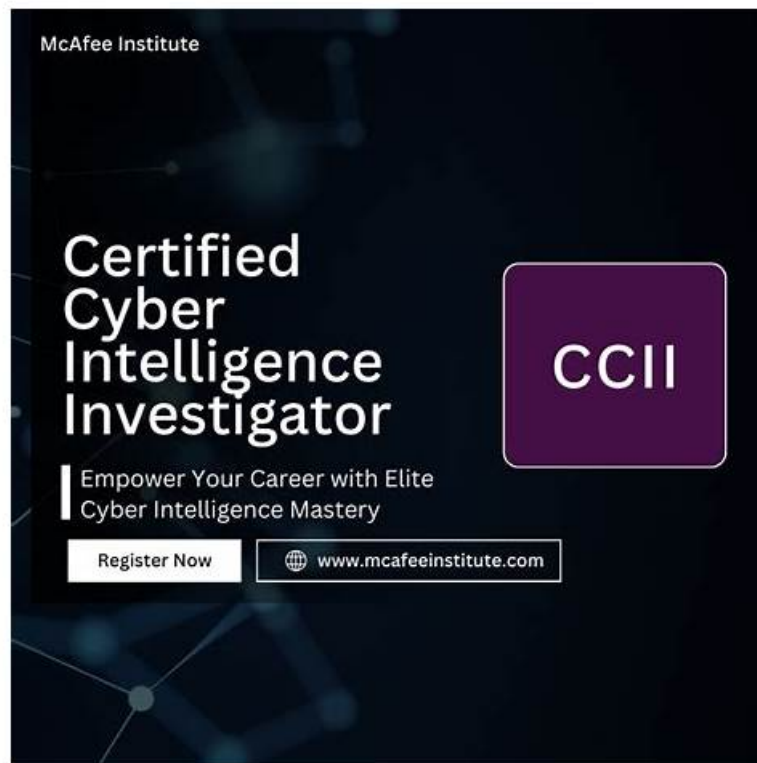 McAfee Institute
Certified
Cyber
Intelligence
Investigator
CCII
Empower Your Career with Elite
Cyber Intelligence Mastery
Register Now
www.mcafeeinstitute.com